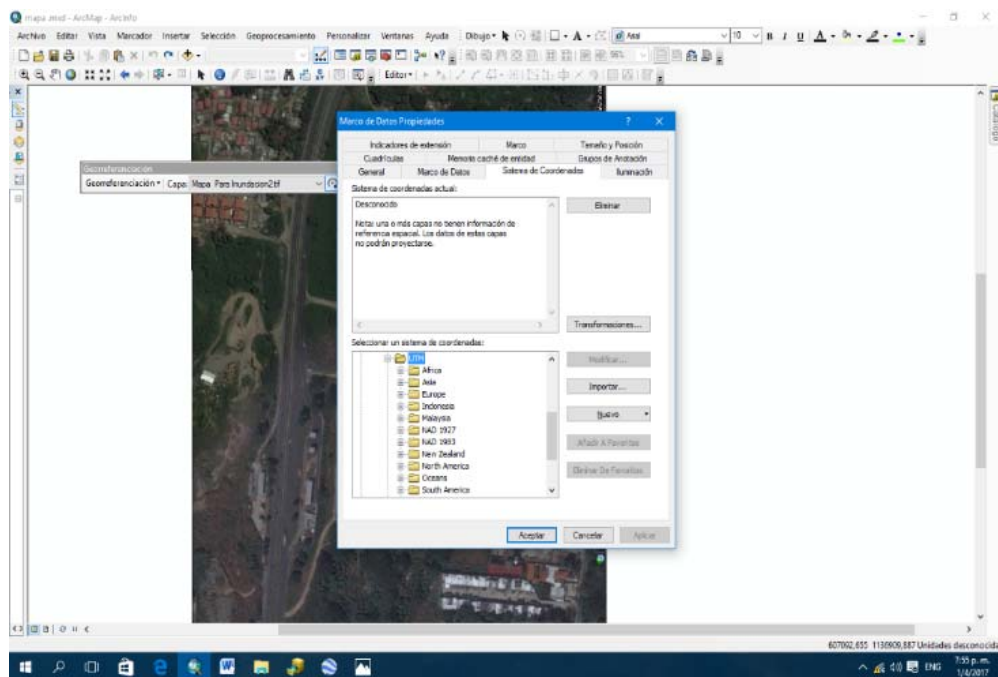 mapa.mxd - ArcMap - ArcInfo
Archivo Editar Vista Marcador Insertar Selección Geoprocesamiento Personalizar Ventanas Ayuda Dibujo A Arial 10 B I U A
Editor
Marco de Datos Propiedades ? X
Indicadores de extensión Marco Tamaño y Posición
Cuadrículas Memoria caché de entidad Grupos de Anotación
General Marco de Datos Sistema de Coordenadas Iluminación
Georreferenciación
Georreferenciación Capa: Mapa Para Inundacion2.tif
Sistema de coordenadas actual:
Desconocido
Eliminar
Nota: una o más capas no tienen información de
referencia espacial. Los datos de estas capas
no podrán proyectarse.
Transformaciones...
Seleccionar un sistema de coordenadas:
UTM
Africa
Asia
Europe
Indonesia
Malaysia
NAD 1927
NAD 1983
New Zealand
North America
Oceans
South America
Modificar...
Importar...
Nuevo
Añadir A Favoritos
Eliminar De Favoritos
Aceptar Cancelar Aplicar
Catálogo
607092,655 1136909,887 Unidades desconocida
ENG 7:55 p.m.
1/4/2017